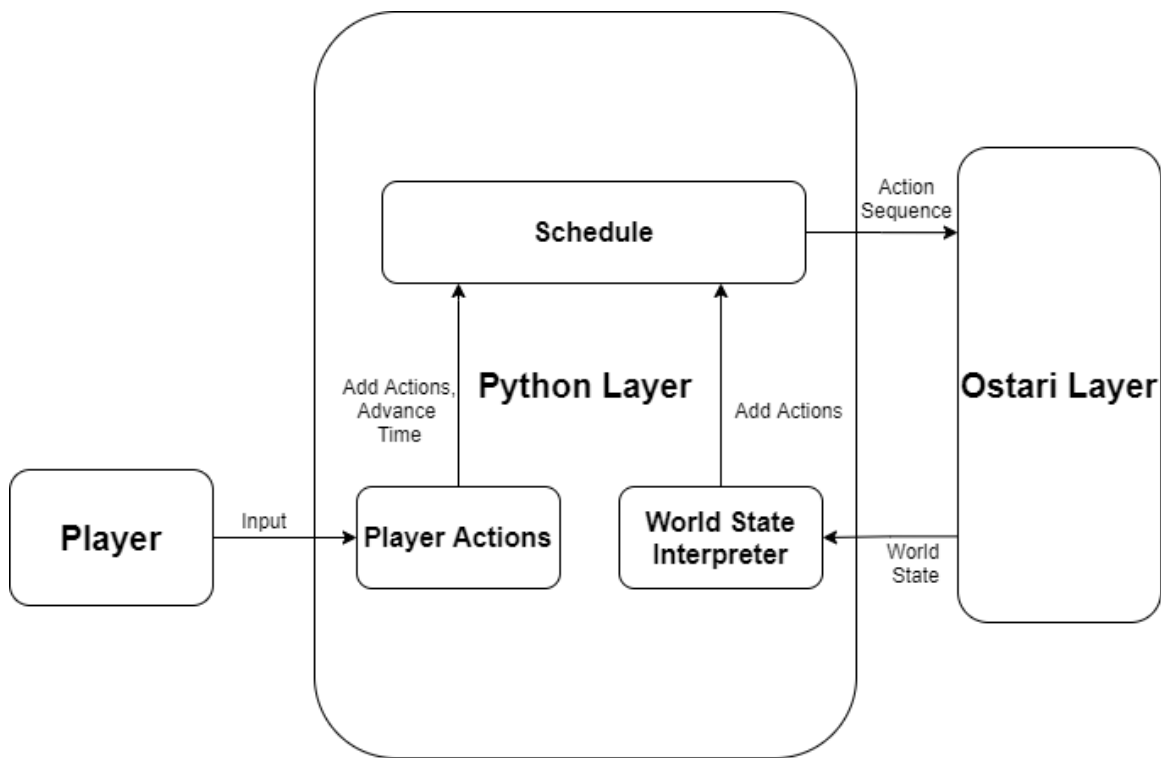 Action
Sequence
Schedule
Add Actions,
Advance
Time
Python Layer
Add Actions
Ostari Layer
Player
Input
Player Actions
World State
Interpreter
World
State